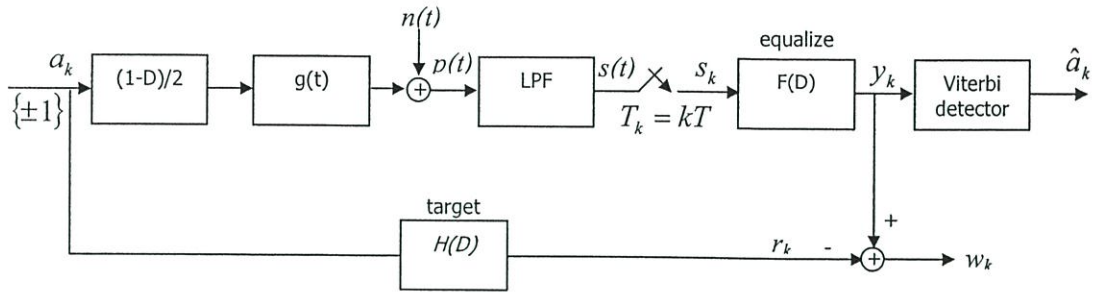 n(t)
equalize
a_k
(1-D)/2
g(t)
p(t)
LPF
s(t)
s_k
F(D)
y_k
Viterbi
detector
â_k
{±1}
T_k = kT
+
target
H(D)
r_k
-
+
w_k
+